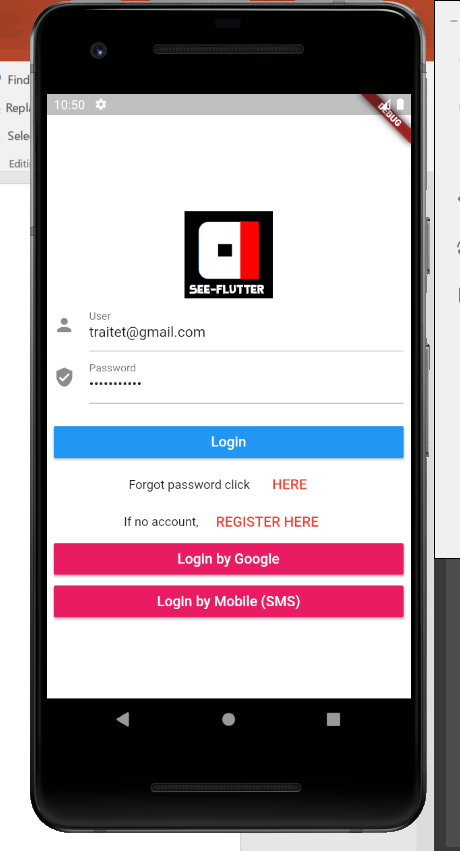 Find
Repla
Sele
Editi
10:50
DEBUG
SEE-FLUTTER
User
traitet@gmail.com
Password
•••••••••••
Login
Forgot password click HERE
If no account, REGISTER HERE
Login by Google
Login by Mobile (SMS)